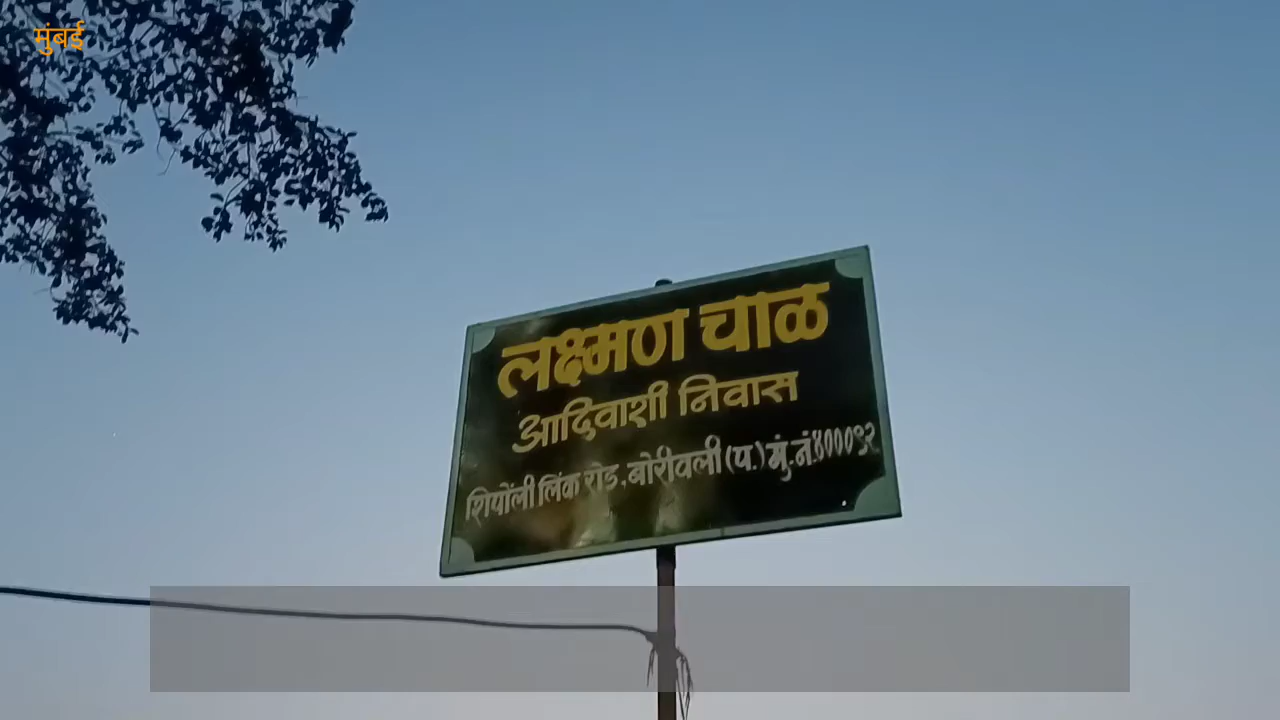 मुंबई
लक्ष्मण चाळ
आदिवाशी निवास
शिपोंली लिंक रोड, बोरीवली (प.) मुं.नं.४०००९२